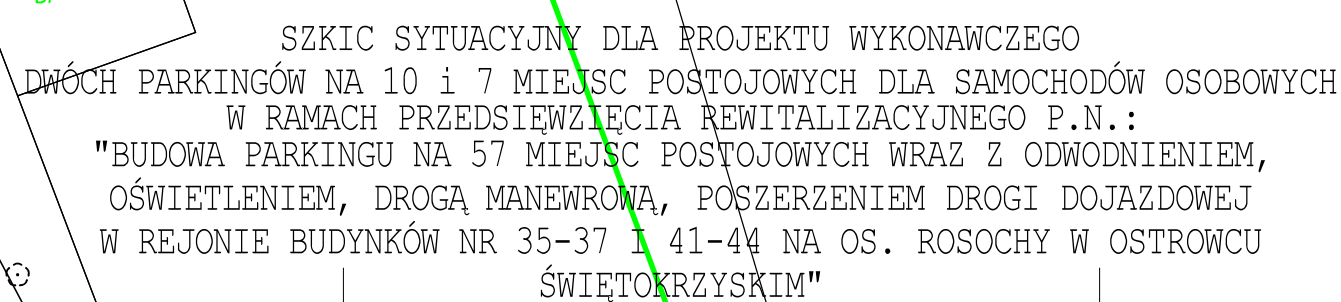 SZKIC SYTUACYJNY DLA PROJEKTU WYKONAWCZEGO
DWÓCH PARKINGÓW NA 10 i 7 MIEJSC POSTOJOWYCH DLA SAMOCHODÓW OSOBOWYCH
W RAMACH PRZEDSIĘWZIĘCIA REWITALIZACYJNEGO P.N.:
"BUDOWA PARKINGU NA 57 MIEJSC POSTOJOWYCH WRAZ Z ODWODNIENIEM,
OŚWIETLENIEM, DROGĄ MANEWROWĄ, POSZERZENIEM DROGI DOJAZDOWEJ
W REJONIE BUDYNKÓW NR 35-37 I 41-44 NA OS. ROSOCHY W OSTROWCU
ŚWIĘTOKRZYSKIM"